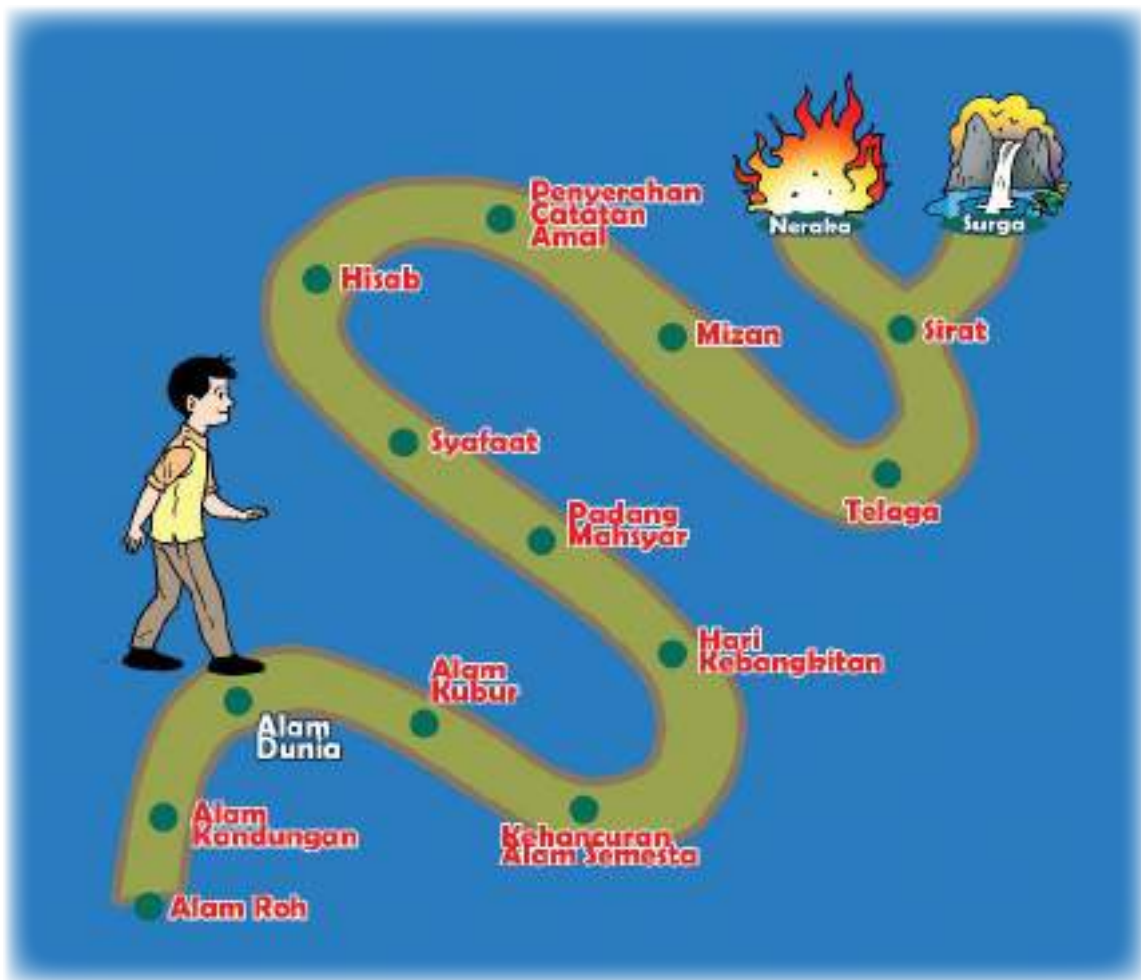 Neraka
Surga
Penyerahan
Catatan
Amal
Hisab
Mizan
Sirat
Syafaat
Telaga
Padang
Mahsyar
Hari
Kebangkitan
Alam
Kubur
Alam
Dunia
Alam
Kandungan
Kehancuran
Alam Semesta
Alam Roh